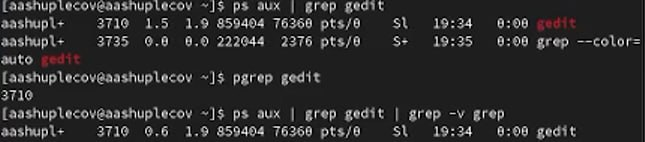 [aashuplecov@aashuplecov ~]$ ps aux | grep gedit
aashupl+    3710  1.5  1.9 859404 76360 pts/0    Sl   19:34   0:00 gedit
aashupl+    3735  0.0  0.0 222044  2376 pts/0    S+   19:35   0:00 grep --color=
auto gedit
[aashuplecov@aashuplecov ~]$ pgrep gedit
3710
[aashuplecov@aashuplecov ~]$ ps aux | grep gedit | grep -v grep
aashupl+    3710  0.6  1.9 859404 76360 pts/0    Sl   19:34   0:00 gedit